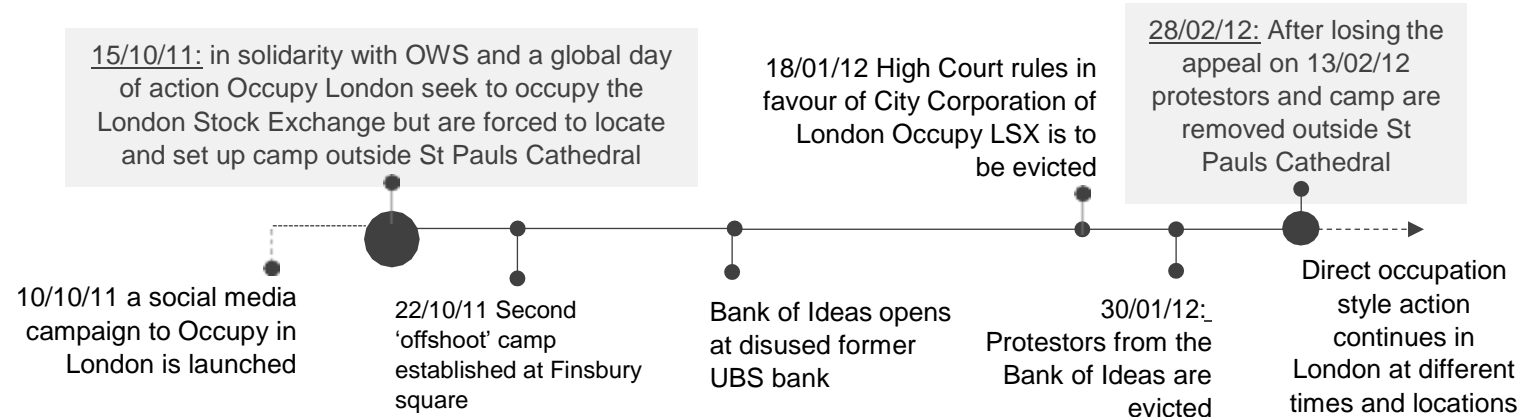 15/10/11: in solidarity with OWS and a global day
of action Occupy London seek to occupy the
London Stock Exchange but are forced to locate
and set up camp outside St Pauls Cathedral
18/01/12 High Court rules in
favour of City Corporation of
London Occupy LSX is to
be evicted
28/02/12: After losing the
appeal on 13/02/12
protestors and camp are
removed outside St
Pauls Cathedral
10/10/11 a social media
campaign to Occupy in
London is launched
22/10/11 Second
‘offshoot’ camp
established at Finsbury
square
Bank of Ideas opens
at disused former
UBS bank
30/01/12:
Protestors from the
Bank of Ideas are
evicted
Direct occupation
style action
continues in
London at different
times and locations